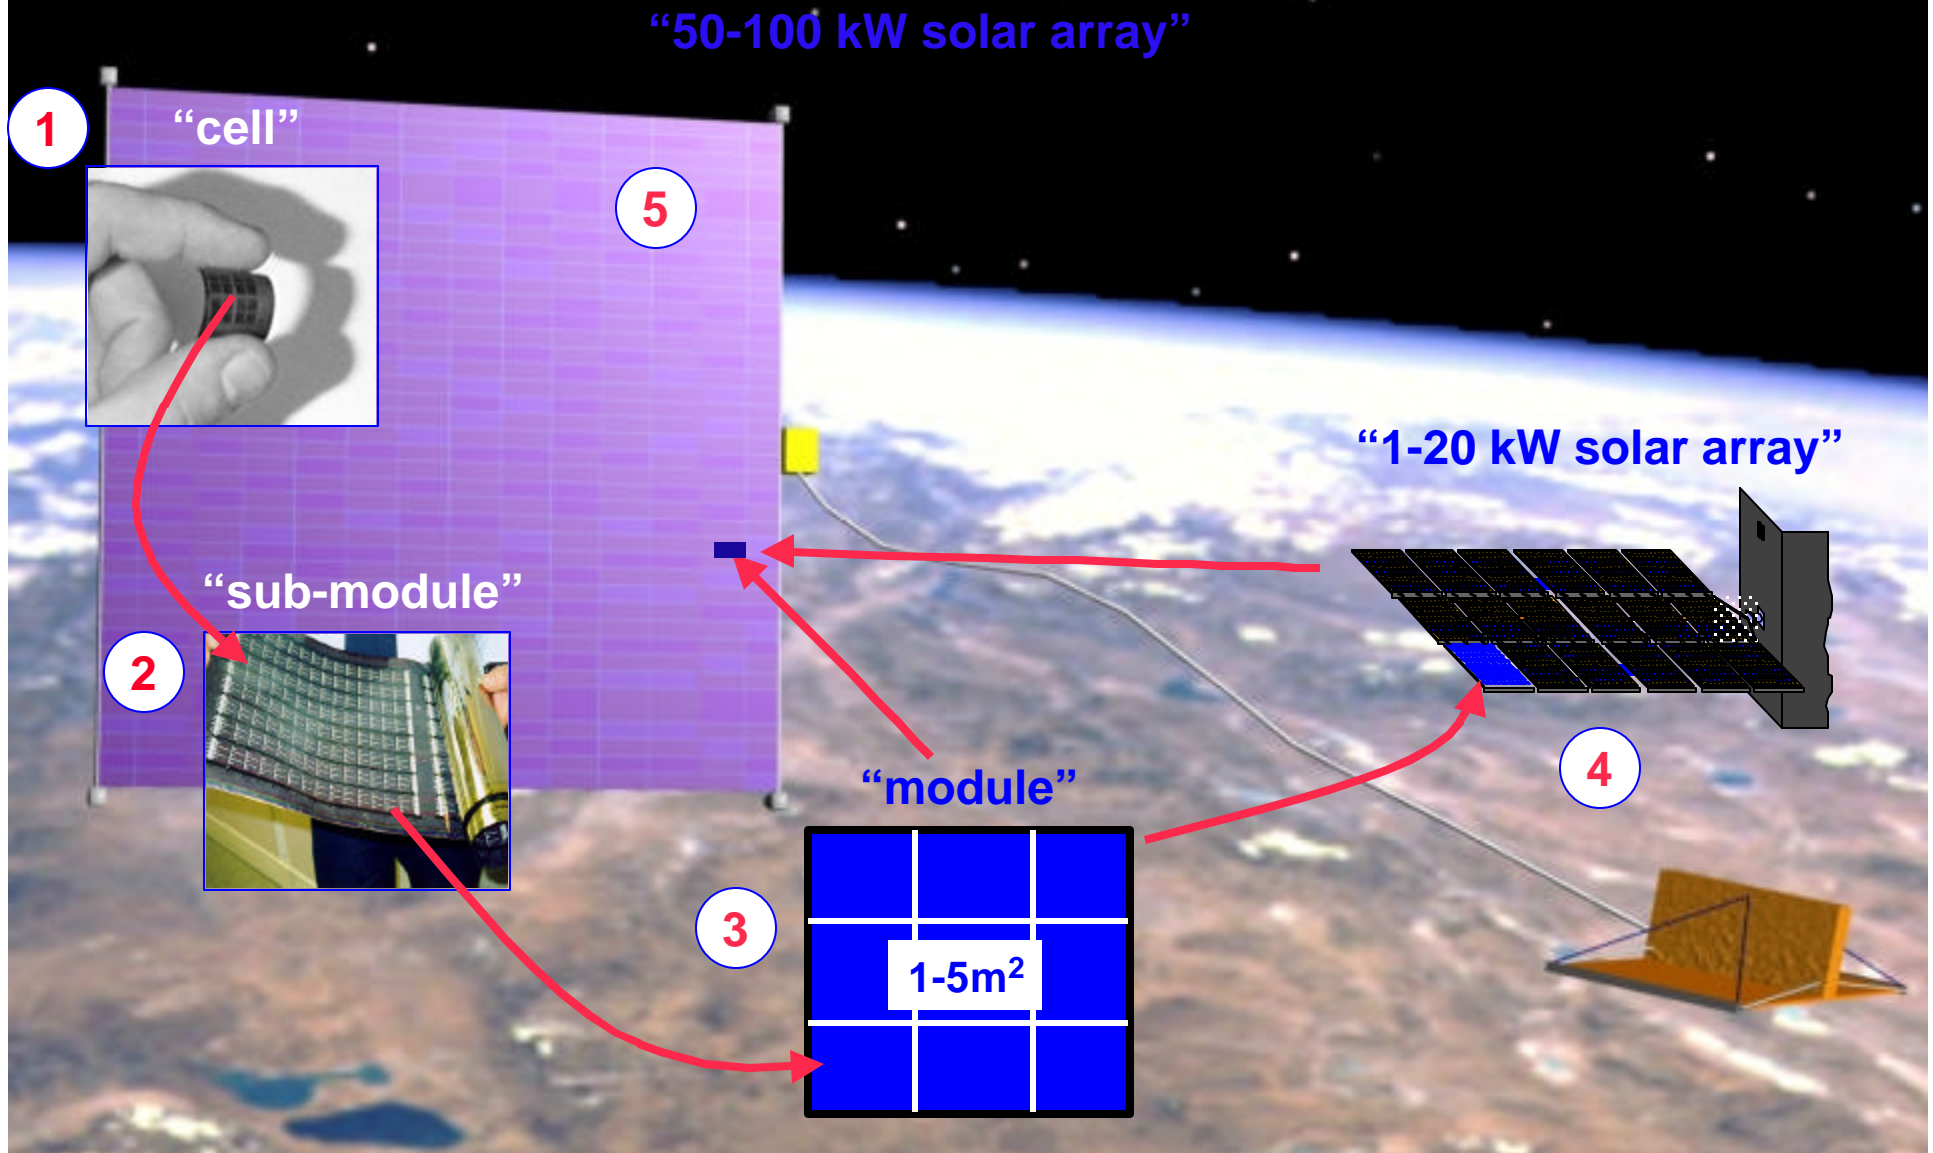 “50-100 kW solar array”
1
“cell”
5
“1-20 kW solar array”
“sub-module”
2
4
“module”
3
1-5m²